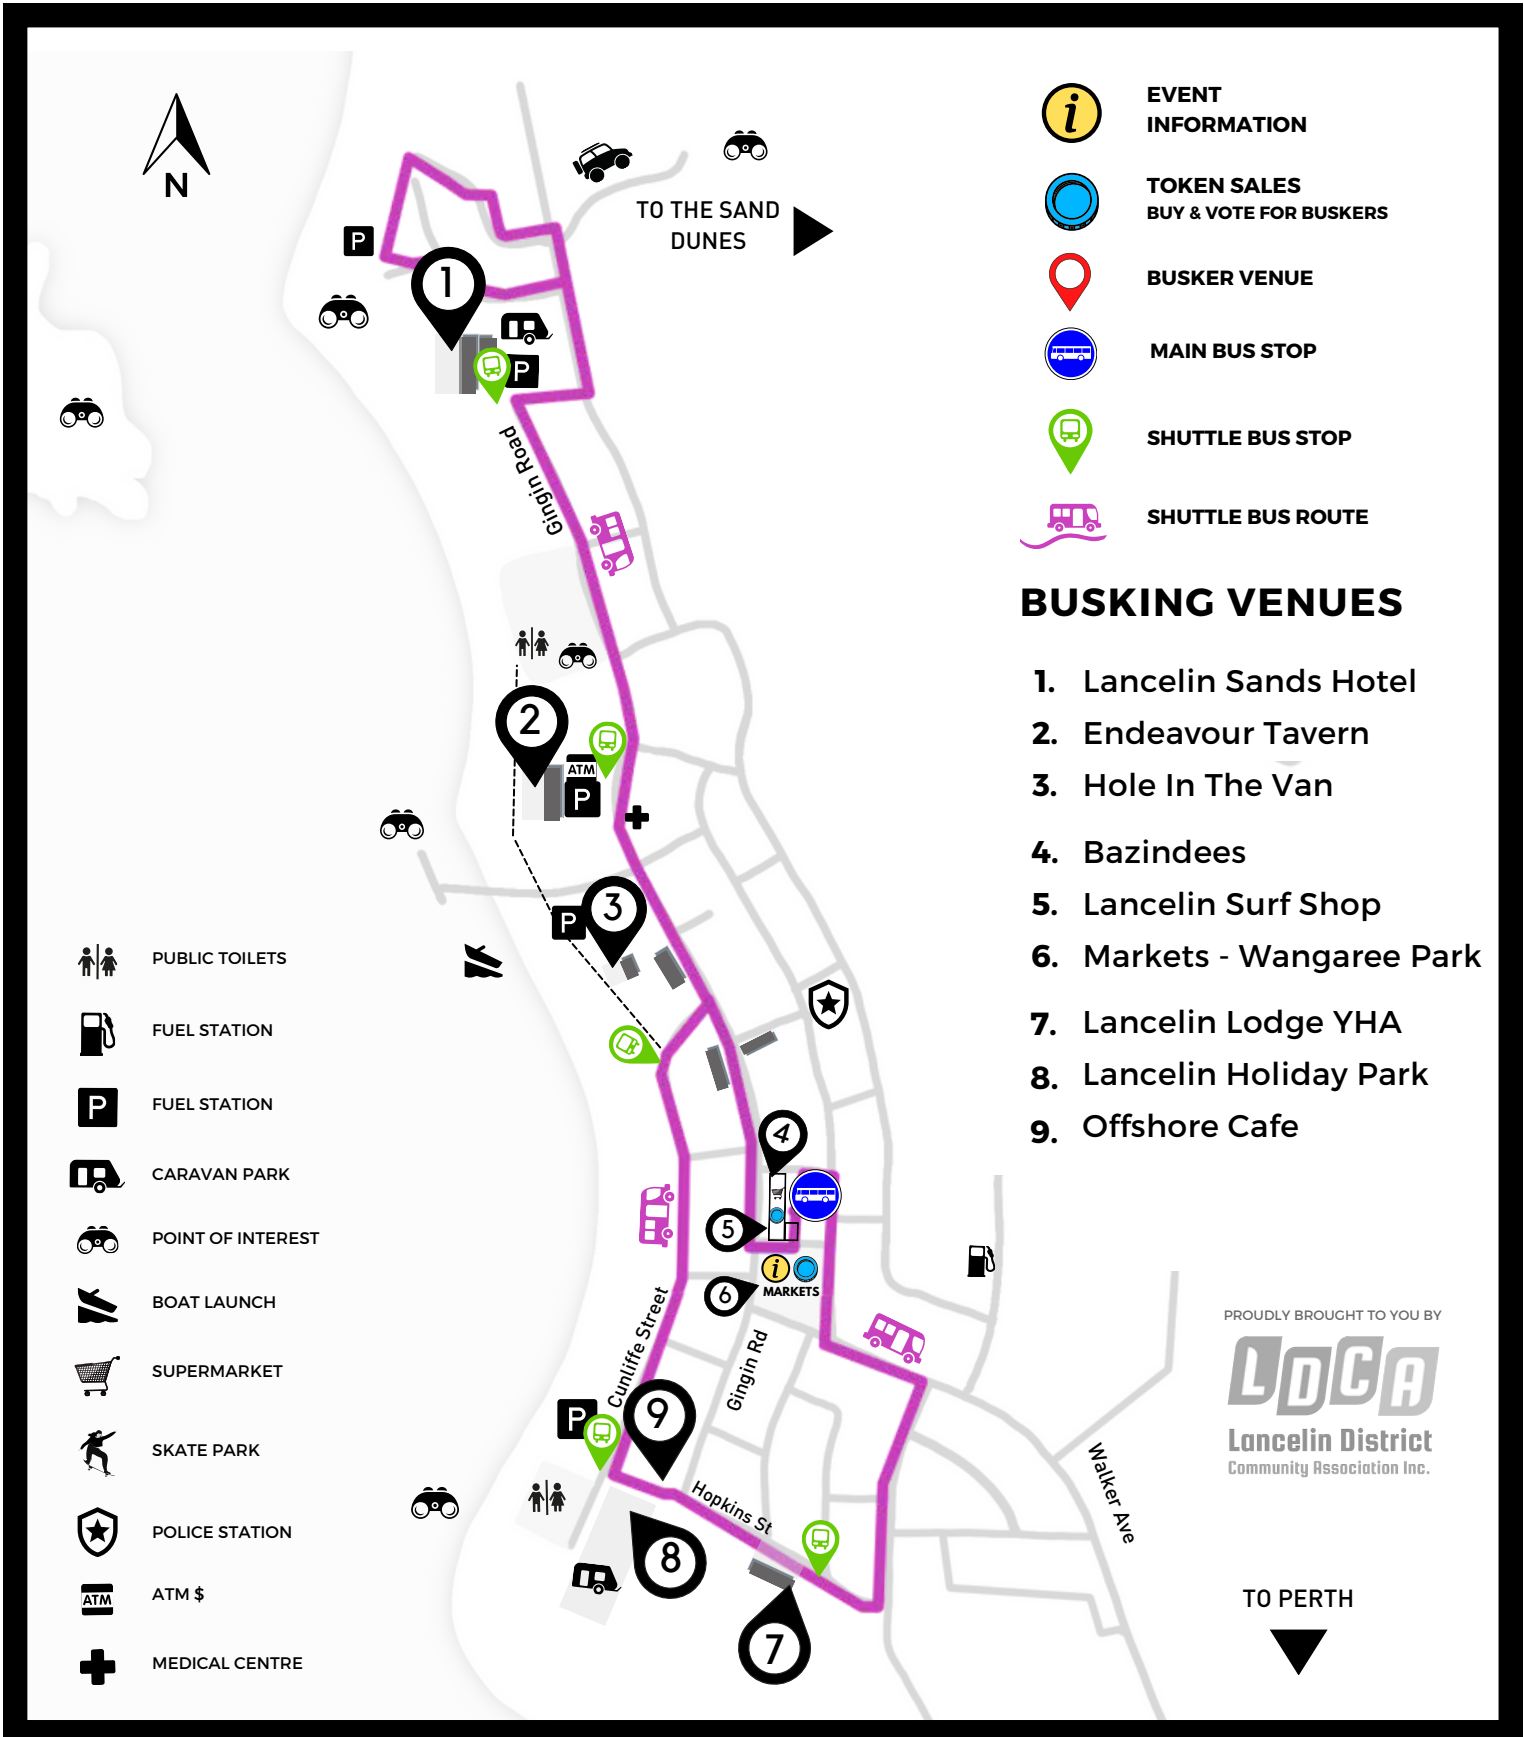 N
TO THE SAND
DUNES
P
1
P
Gingin Road
2
ATM
P
P
3
4
5
6
i
MARKETS
Cunliffe Street
Gingin Rd
P
9
Hopkins St
8
7
Walker Ave
i
EVENT
INFORMATION
TOKEN SALES
BUY & VOTE FOR BUSKERS
BUSKER VENUE
MAIN BUS STOP
SHUTTLE BUS STOP
SHUTTLE BUS ROUTE
BUSKING VENUES
1. Lancelin Sands Hotel
2. Endeavour Tavern
3. Hole In The Van
4. Bazindees
5. Lancelin Surf Shop
6. Markets - Wangaree Park
7. Lancelin Lodge YHA
8. Lancelin Holiday Park
9. Offshore Cafe
PUBLIC TOILETS
FUEL STATION
P FUEL STATION
CARAVAN PARK
POINT OF INTEREST
BOAT LAUNCH
SUPERMARKET
SKATE PARK
POLICE STATION
ATM ATM $
MEDICAL CENTRE
PROUDLY BROUGHT TO YOU BY
LDCA
Lancelin District
Community Association Inc.
TO PERTH